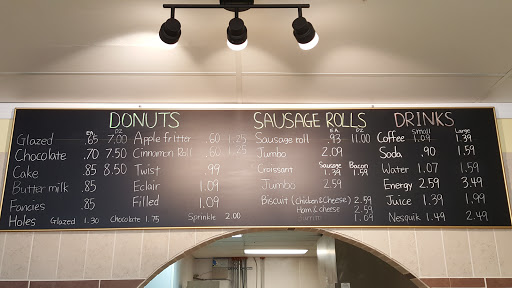 DONUTS
EA. DZ
Glazed .65 7.00
Chocolate .70 7.50
Cake .85 8.50
Butter milk .85
Fancies .85
Holes Glazed 1.30 Chocolate 1.75 Sprinkle 2.00
Apple fritter .60 1.25
Cinnamon Roll .60
Twist .99
Eclair 1.09
Filled 1.09
SAUSAGE ROLLS
EA. DZ
Sausage roll .93 11.00
Jumbo 2.09
Sausage Bacon
Croissant 1.39 1.59
Jumbo 2.59
Biscuit (Chicken & Cheese) 2.59
Ham & cheese 2.59
1.09
DRINKS
Small Large
Coffee 1.09 1.39
Soda .90 1.59
Water 1.07 1.59
Energy 2.59 3.49
Juice 1.39 1.99
Nesquik 1.49 2.49